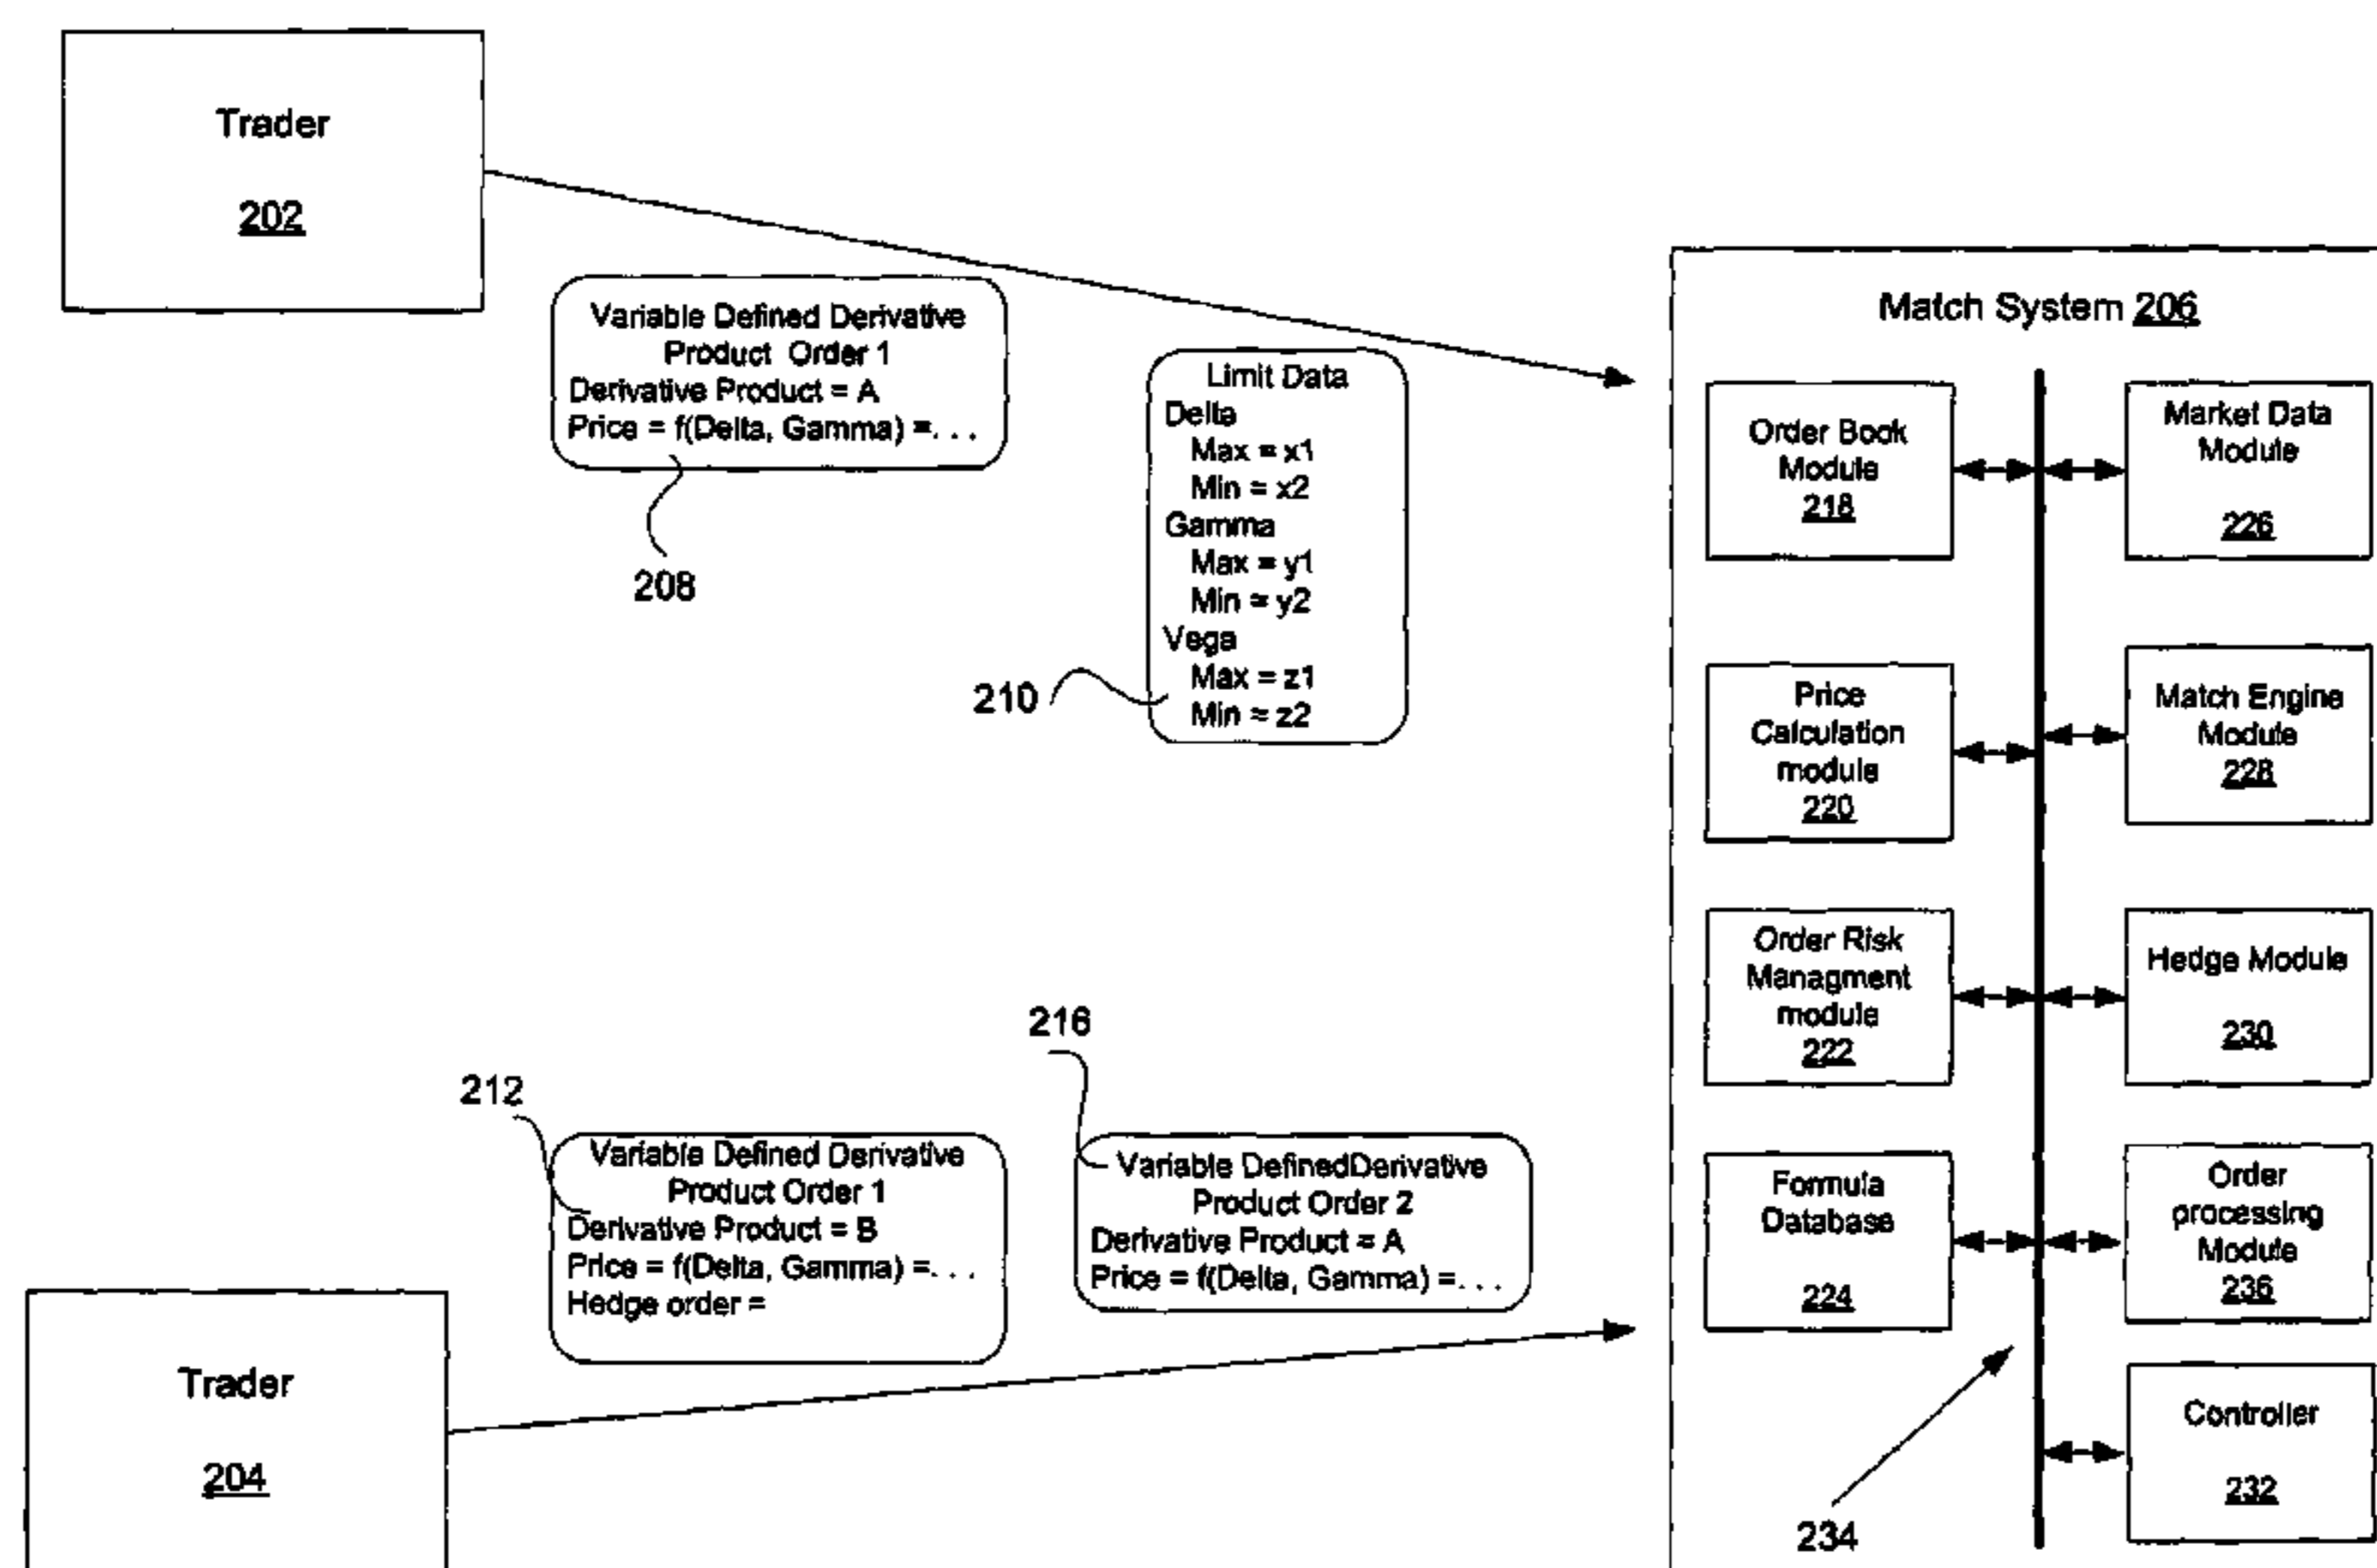 Trader
202
Variable Defined Derivative
Product Order 1
Derivative Product = A
Price = f(Delta, Gamma) =. . .
208
Limit Data
Delta
Max = x1
Min = x2
Gamma
Max = y1
Min = y2
Vega
Max = z1
Min = z2
210
Match System 206
Order Book
Module
218
Market Data
Module
226
Price
Calculation
module
220
Match Engine
Module
228
Order Risk
Managment
module
222
Hedge Module
230
Formula
Database
224
Order
processing
Module
236
Controller
232
234
212
Variable Defined Derivative
Product Order 1
Derivative Product = B
Price = f(Delta, Gamma) =. . .
Hedge order =
216
Variable DefinedDerivative
Product Order 2
Derivative Product = A
Price = f(Delta, Gamma) =. . .
Trader
204